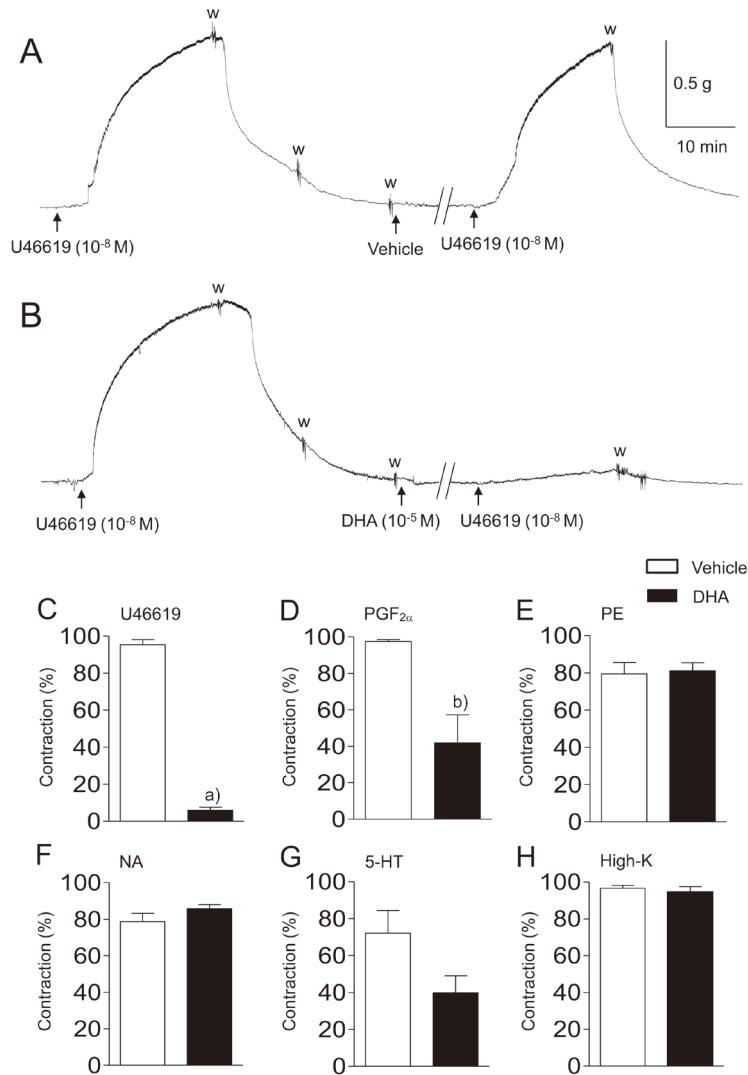 A
w
w
w
w
0.5 g
10 min
U46619 (10⁻⁸ M)
Vehicle
U46619 (10⁻⁸ M)
B
w
w
w
w
U46619 (10⁻⁸ M)
DHA (10⁻⁵ M)
U46619 (10⁻⁸ M)
Vehicle
DHA
C
U46619
Contraction (%)
100
80
60
40
20
0
a)
D
PGF₂α
Contraction (%)
100
80
60
40
20
0
b)
E
PE
Contraction (%)
100
80
60
40
20
0
F
NA
Contraction (%)
100
80
60
40
20
0
G
5-HT
Contraction (%)
100
80
60
40
20
0
H
High-K
Contraction (%)
100
80
60
40
20
0